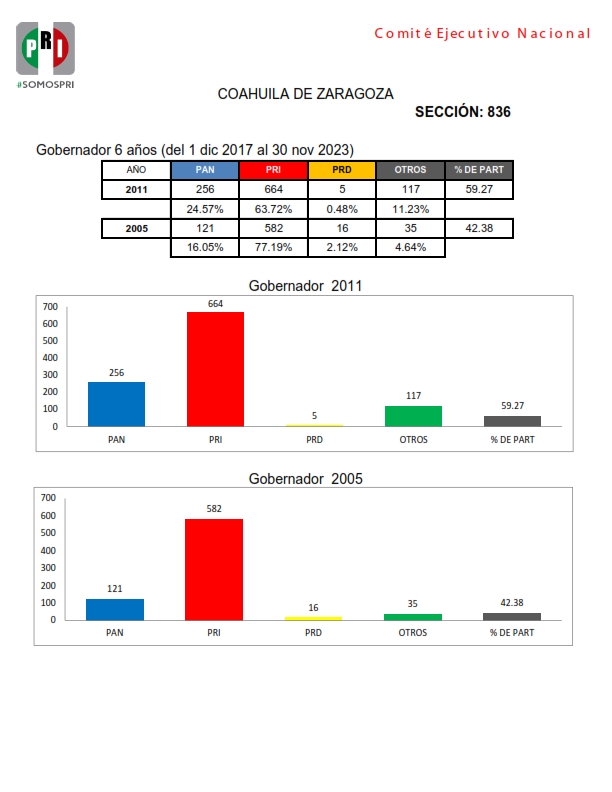 Comité Ejecutivo Nacional
PRI
#SOMOSPRI
COAHUILA DE ZARAGOZA
SECCIÓN: 836
Gobernador 6 años (del 1 dic 2017 al 30 nov 2023)
AÑO PAN PRI PRD OTROS % DE PART
2011 256 664 5 117 59.27
24.57% 63.72% 0.48% 11.23%
2005 121 582 16 35 42.38
16.05% 77.19% 2.12% 4.64%
Gobernador 2011
700
600
500
400
300
200
100
0
256
664
5
117
59.27
PAN PRI PRD OTROS % DE PART
Gobernador 2005
700
600
500
400
300
200
100
0
121
582
16
35
42.38
PAN PRI PRD OTROS % DE PART